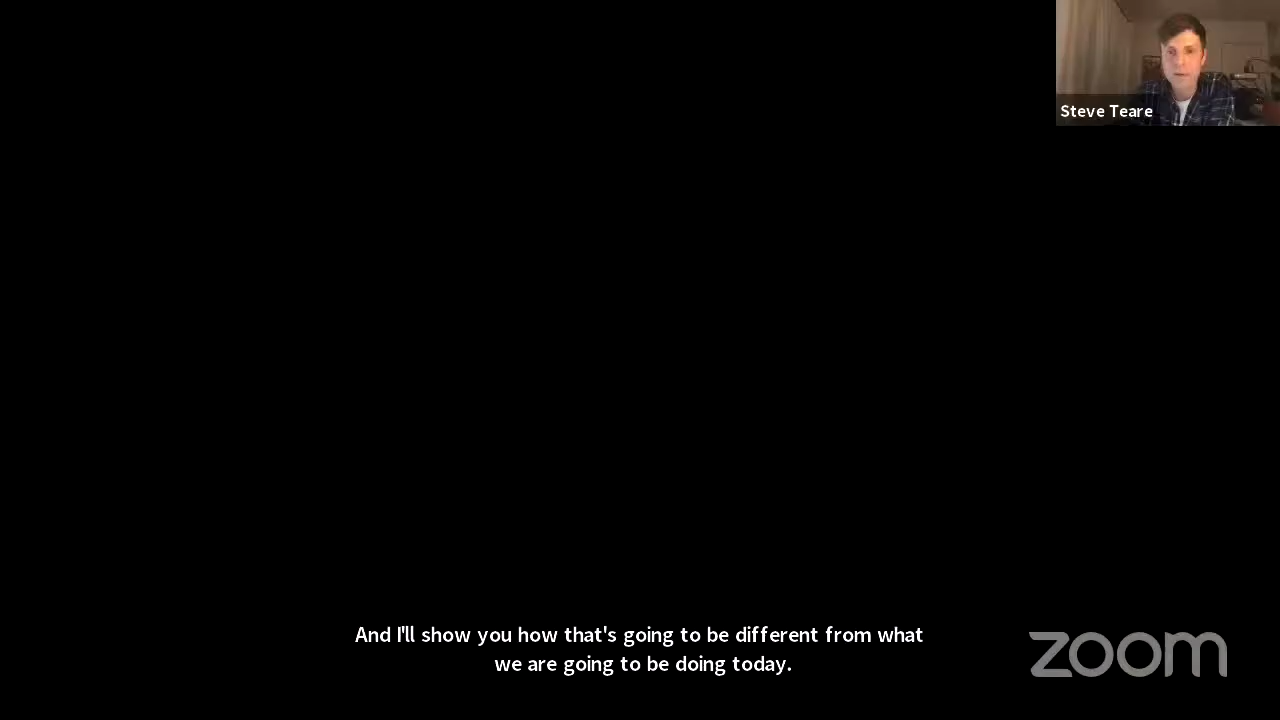 Steve Teare
And I'll show you how that's going to be different from what
we are going to be doing today.
zoom